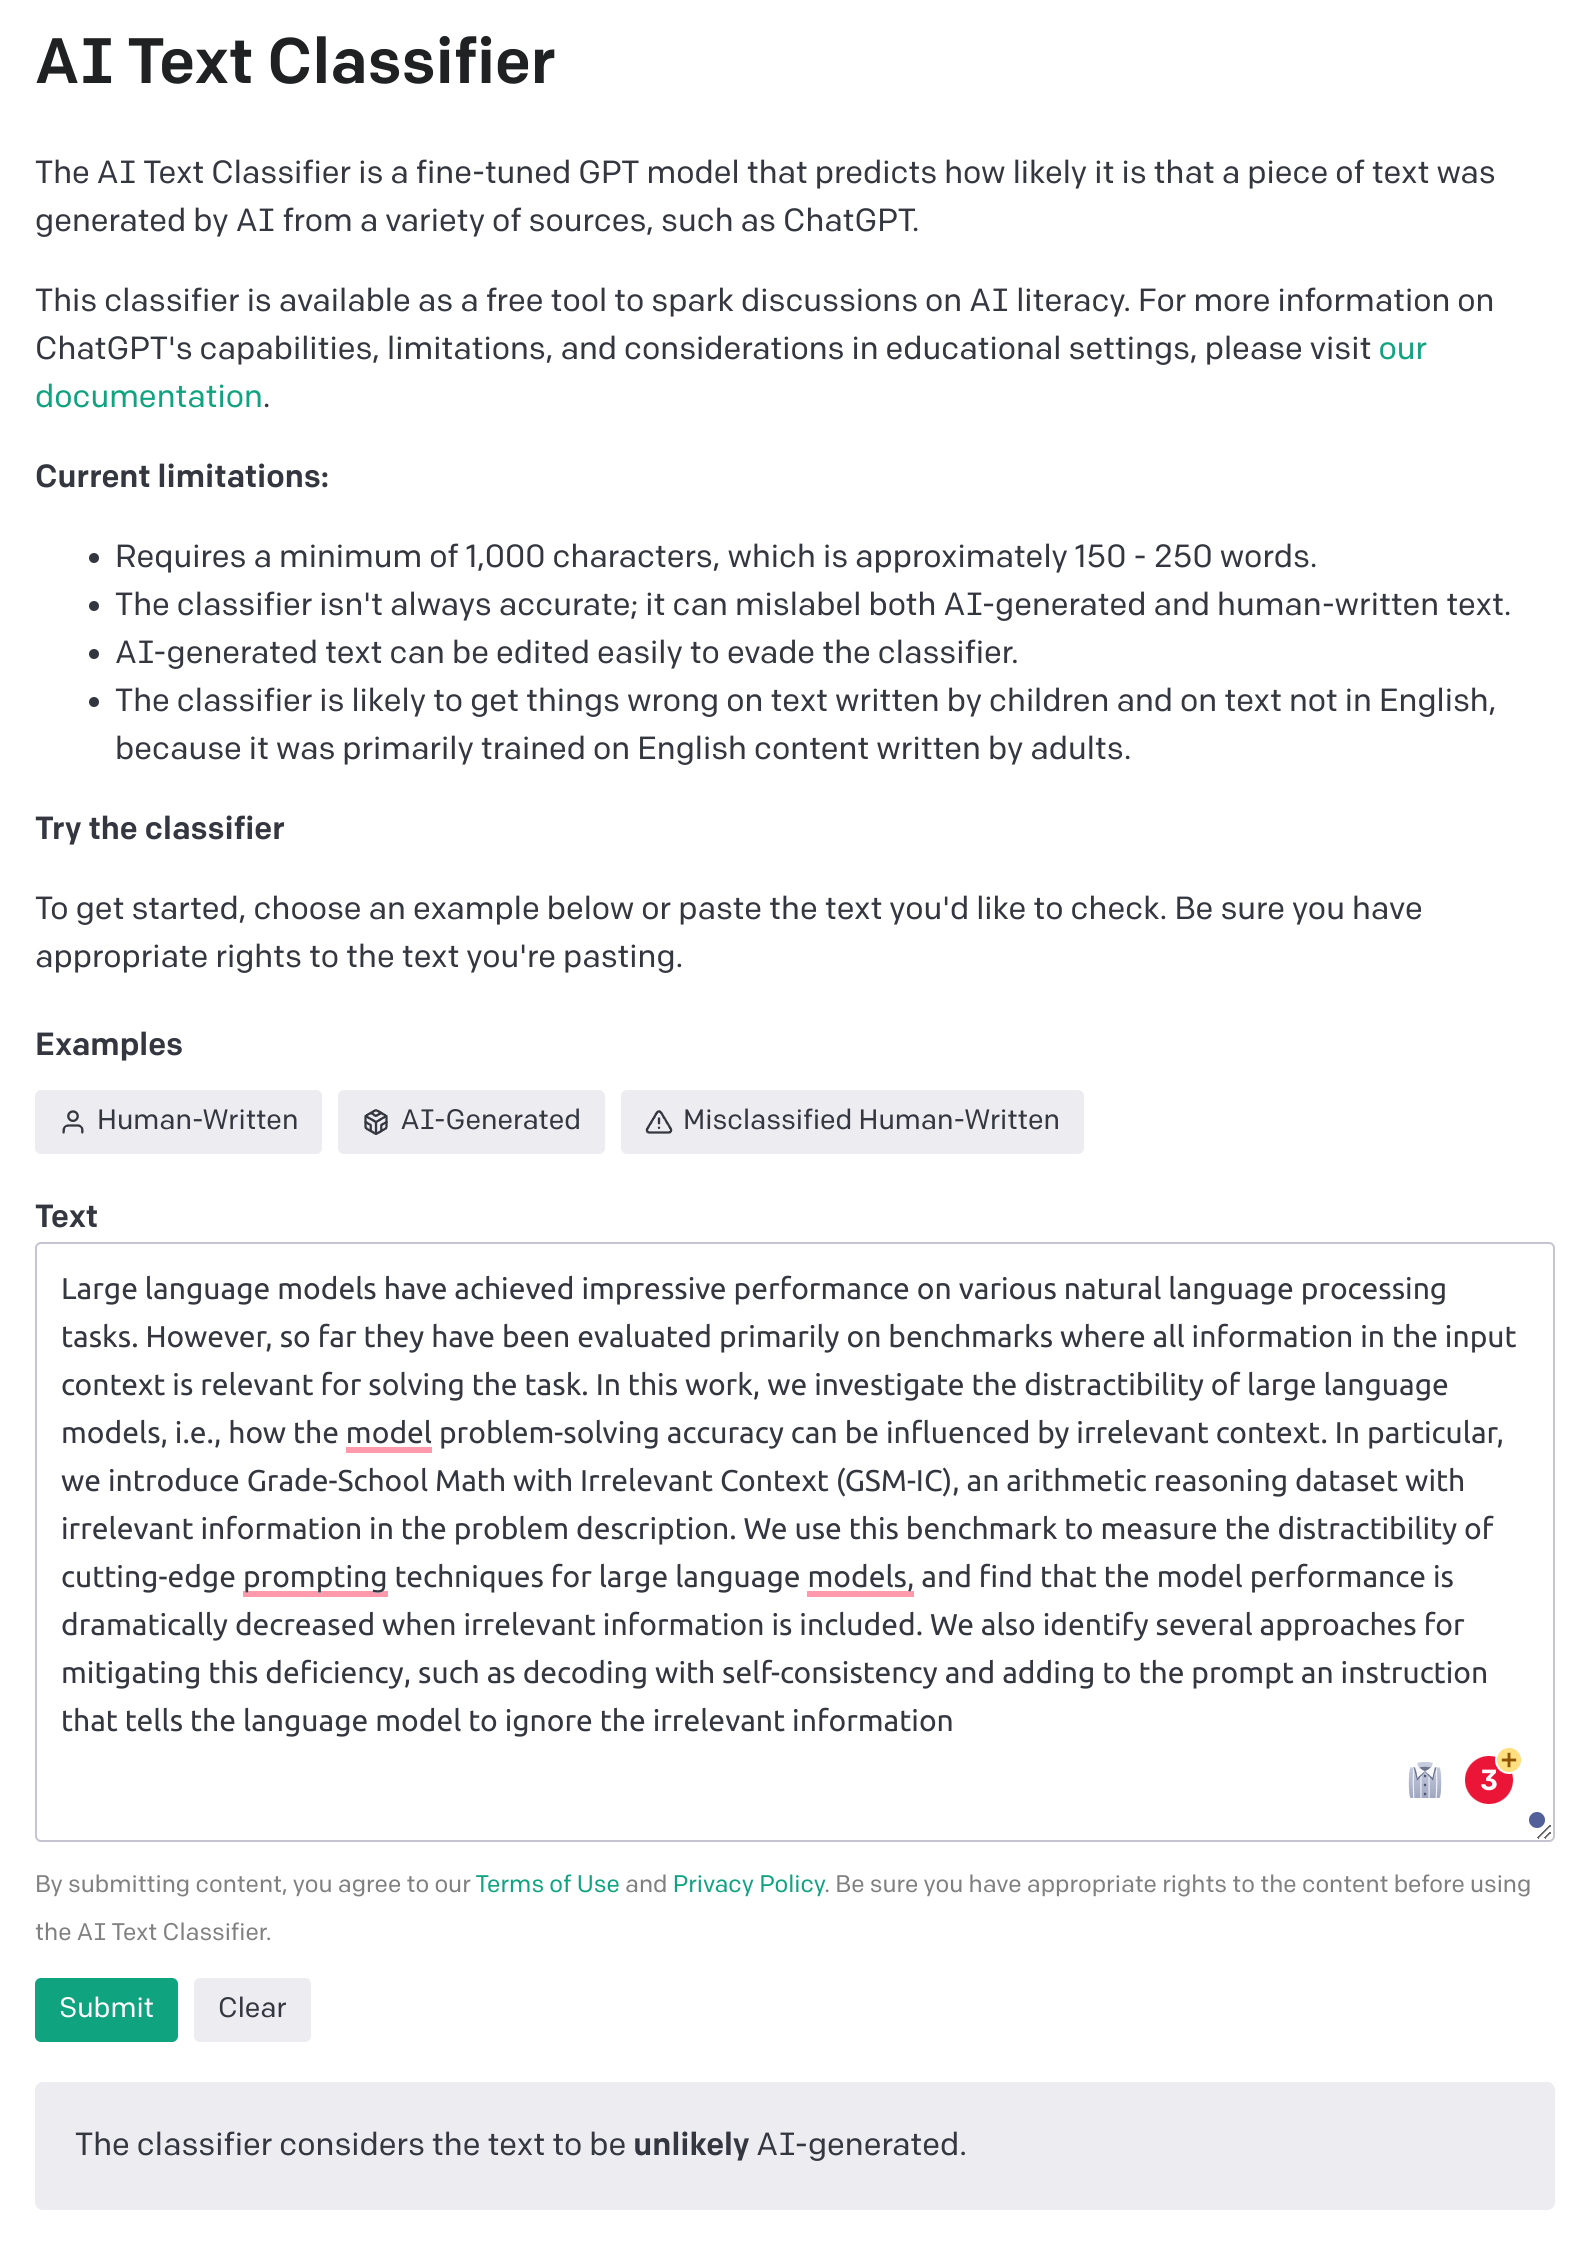 AI Text Classifier
The AI Text Classifier is a fine-tuned GPT model that predicts how likely it is that a piece of text was
generated by AI from a variety of sources, such as ChatGPT.
This classifier is available as a free tool to spark discussions on AI literacy. For more information on
ChatGPT's capabilities, limitations, and considerations in educational settings, please visit our
documentation.
Current limitations:
• Requires a minimum of 1,000 characters, which is approximately 150 - 250 words.
• The classifier isn't always accurate; it can mislabel both AI-generated and human-written text.
• AI-generated text can be edited easily to evade the classifier.
• The classifier is likely to get things wrong on text written by children and on text not in English,
because it was primarily trained on English content written by adults.
Try the classifier
To get started, choose an example below or paste the text you'd like to check. Be sure you have
appropriate rights to the text you're pasting.
Examples
Human-Written AI-Generated Misclassified Human-Written
Text
Large language models have achieved impressive performance on various natural language processing
tasks. However, so far they have been evaluated primarily on benchmarks where all information in the input
context is relevant for solving the task. In this work, we investigate the distractibility of large language
models, i.e., how the model problem-solving accuracy can be influenced by irrelevant context. In particular,
we introduce Grade-School Math with Irrelevant Context (GSM-IC), an arithmetic reasoning dataset with
irrelevant information in the problem description. We use this benchmark to measure the distractibility of
cutting-edge prompting techniques for large language models, and find that the model performance is
dramatically decreased when irrelevant information is included. We also identify several approaches for
mitigating this deficiency, such as decoding with self-consistency and adding to the prompt an instruction
that tells the language model to ignore the irrelevant information
3 +
By submitting content, you agree to our Terms of Use and Privacy Policy. Be sure you have appropriate rights to the content before using
the AI Text Classifier.
Submit Clear
The classifier considers the text to be unlikely AI-generated.